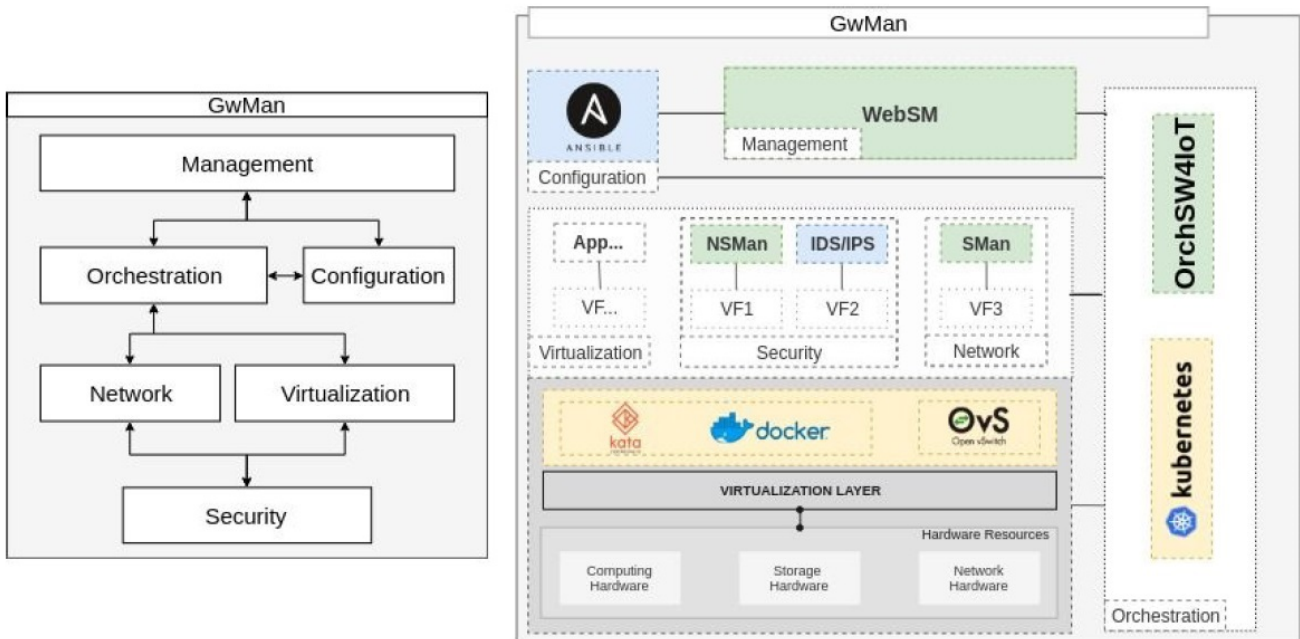 GwMan
Management
Orchestration
Configuration
Network
Virtualization
Security
GwMan
ANSIBLE
Configuration
WebSM
Management
App...
NSMan
IDS/IPS
SMan
VF...
VF1
VF2
VF3
Virtualization
Security
Network
kata
docker
OvS
Open vSwitch
VIRTUALIZATION LAYER
Hardware Resources
Computing
Hardware
Storage
Hardware
Network
Hardware
OrchSW4IoT
kubernetes
Orchestration